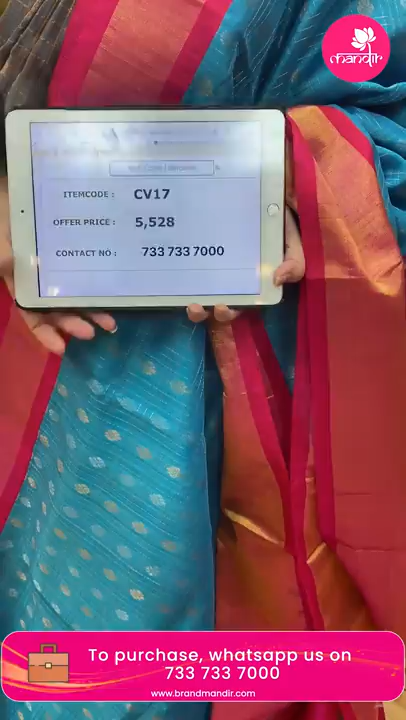 mandir
ITEMCODE : CV17
OFFER PRICE : 5,528
CONTACT NO : 733 733 7000
To purchase, whatsapp us on
733 733 7000
www.brandmandir.com